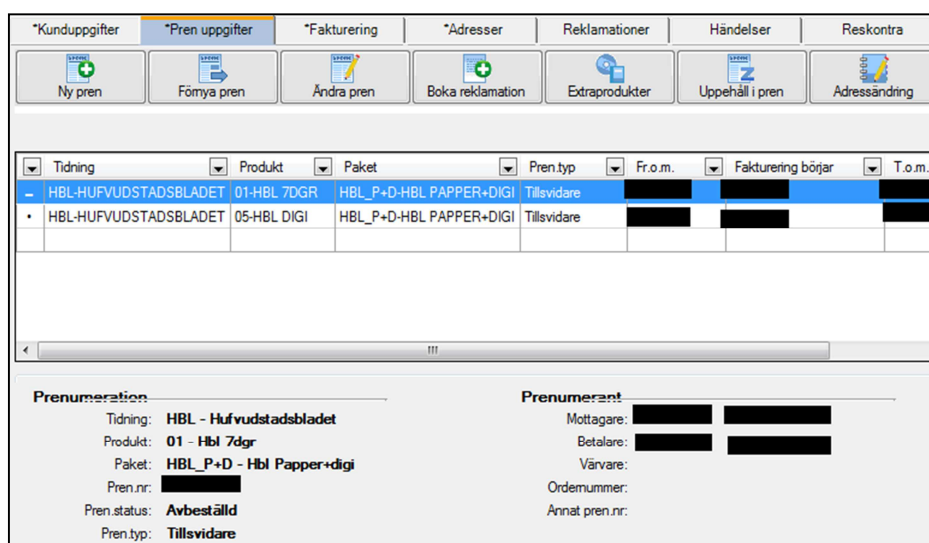 *Kunduppgifter *Pren uppgifter *Fakturering *Adresser Reklamationer Händelser Reskontra
Ny pren Förnya pren Ändra pren Boka reklamation Extraprodukter Uppehåll i pren Adressändring
Tidning Produkt Paket Pren.typ Fr.o.m. Fakturering börjar T.o.m.
HBL-HUFVUDSTADSBLADET 01-HBL 7DGR HBL_P+D-HBL PAPPER+DIGI Tillsvidare
HBL-HUFVUDSTADSBLADET 05-HBL DIGI HBL_P+D-HBL PAPPER+DIGI Tillsvidare
Prenumeration Prenumerant
Tidning: HBL - Hufvudstadsbladet Mottagare:
Produkt: 01 - Hbl 7dgr Betalare:
Paket: HBL_P+D - Hbl Papper+digi Värvare:
Pren.nr: Ordernummer:
Pren.status: Avbeställd Annat pren.nr:
Pren.typ: Tillsvidare